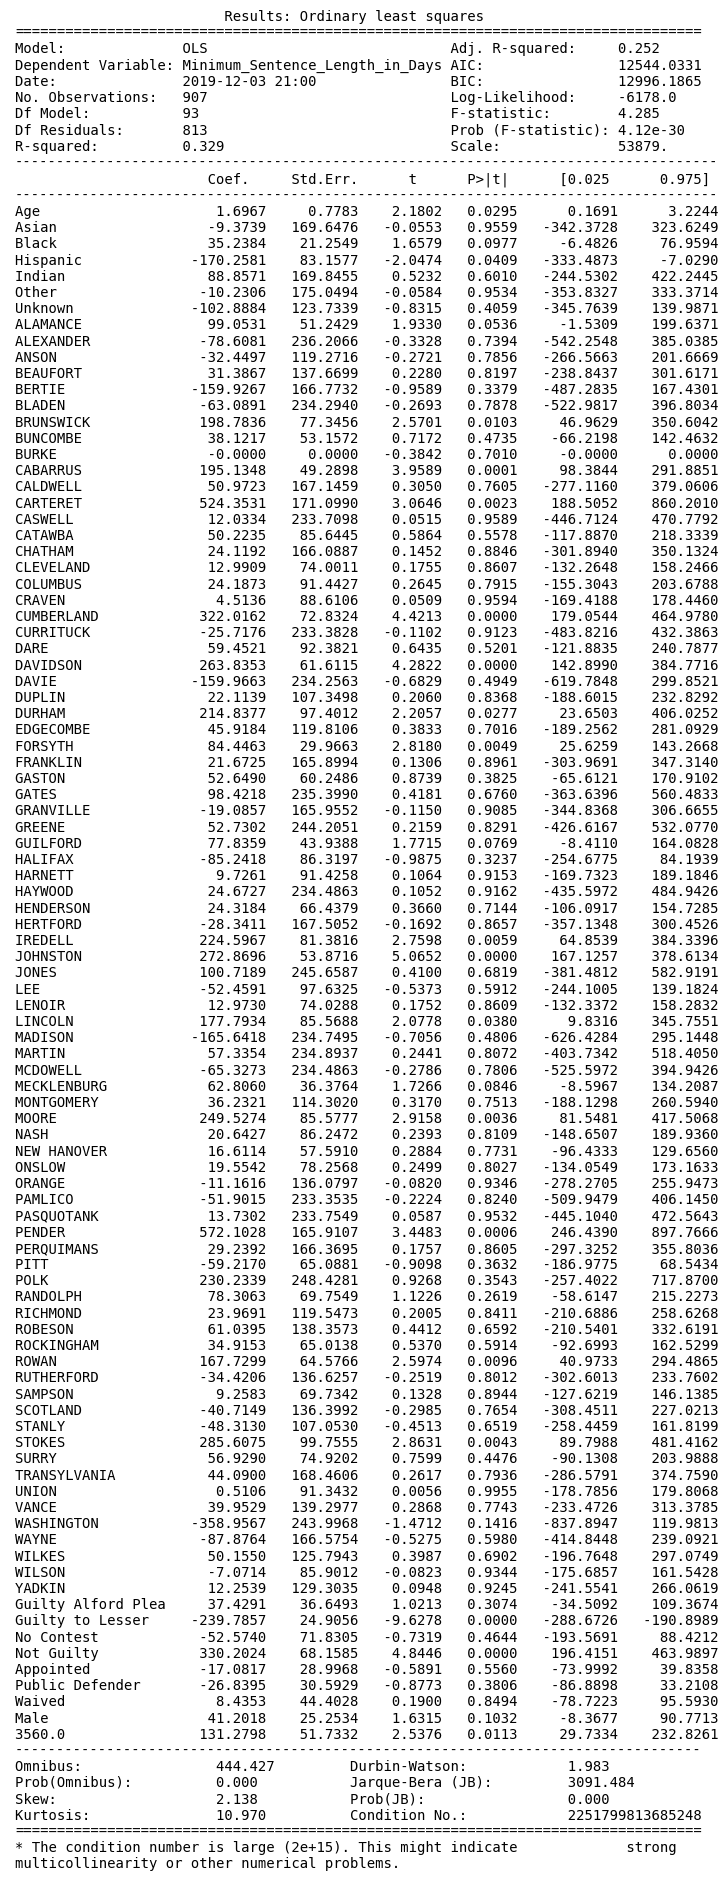 Results: Ordinary least squares
====================================================================================
Model: OLS Adj. R-squared: 0.252
Dependent Variable: Minimum_Sentence_Length_in_Days AIC: 12544.0331
Date: 2019-12-03 21:00 BIC: 12996.1865
No. Observations: 907 Log-Likelihood: -6178.0
Df Model: 93 F-statistic: 4.285
Df Residuals: 813 Prob (F-statistic): 4.12e-30
R-squared: 0.329 Scale: 53879.
------------------------------------------------------------------------------------
Coef. Std.Err. t P>|t| [0.025 0.975]
------------------------------------------------------------------------------------
Age 1.6967 0.7783 2.1802 0.0295 0.1691 3.2244
Asian -9.3739 169.6476 -0.0553 0.9559 -342.3728 323.6249
Black 35.2384 21.2549 1.6579 0.0977 -6.4826 76.9594
Hispanic -170.2581 83.1577 -2.0474 0.0409 -333.4873 -7.0290
Indian 88.8571 169.8455 0.5232 0.6010 -244.5302 422.2445
Other -10.2306 175.0494 -0.0584 0.9534 -353.8327 333.3714
Unknown -102.8884 123.7339 -0.8315 0.4059 -345.7639 139.9871
ALAMANCE 99.0531 51.2429 1.9330 0.0536 -1.5309 199.6371
ALEXANDER -78.6081 236.2066 -0.3328 0.7394 -542.2548 385.0385
ANSON -32.4497 119.2716 -0.2721 0.7856 -266.5663 201.6669
BEAUFORT 31.3867 137.6699 0.2280 0.8197 -238.8437 301.6171
BERTIE -159.9267 166.7732 -0.9589 0.3379 -487.2835 167.4301
BLADEN -63.0891 234.2940 -0.2693 0.7878 -522.9817 396.8034
BRUNSWICK 198.7836 77.3456 2.5701 0.0103 46.9629 350.6042
BUNCOMBE 38.1217 53.1572 0.7172 0.4735 -66.2198 142.4632
BURKE -0.0000 0.0000 -0.3842 0.7010 -0.0000 0.0000
CABARRUS 195.1348 49.2898 3.9589 0.0001 98.3844 291.8851
CALDWELL 50.9723 167.1459 0.3050 0.7605 -277.1160 379.0606
CARTERET 524.3531 171.0990 3.0646 0.0023 188.5052 860.2010
CASWELL 12.0334 233.7098 0.0515 0.9589 -446.7124 470.7792
CATAWBA 50.2235 85.6445 0.5864 0.5578 -117.8870 218.3339
CHATHAM 24.1192 166.0887 0.1452 0.8846 -301.8940 350.1324
CLEVELAND 12.9909 74.0011 0.1755 0.8607 -132.2648 158.2466
COLUMBUS 24.1873 91.4427 0.2645 0.7915 -155.3043 203.6788
CRAVEN 4.5136 88.6106 0.0509 0.9594 -169.4188 178.4460
CUMBERLAND 322.0162 72.8324 4.4213 0.0000 179.0544 464.9780
CURRITUCK -25.7176 233.3828 -0.1102 0.9123 -483.8216 432.3863
DARE 59.4521 92.3821 0.6435 0.5201 -121.8835 240.7877
DAVIDSON 263.8353 61.6115 4.2822 0.0000 142.8990 384.7716
DAVIE -159.9663 234.2563 -0.6829 0.4949 -619.7848 299.8521
DUPLIN 22.1139 107.3498 0.2060 0.8368 -188.6015 232.8292
DURHAM 214.8377 97.4012 2.2057 0.0277 23.6503 406.0252
EDGECOMBE 45.9184 119.8106 0.3833 0.7016 -189.2562 281.0929
FORSYTH 84.4463 29.9663 2.8180 0.0049 25.6259 143.2668
FRANKLIN 21.6725 165.8994 0.1306 0.8961 -303.9691 347.3140
GASTON 52.6490 60.2486 0.8739 0.3825 -65.6121 170.9102
GATES 98.4218 235.3990 0.4181 0.6760 -363.6396 560.4833
GRANVILLE -19.0857 165.9552 -0.1150 0.9085 -344.8368 306.6655
GREENE 52.7302 244.2051 0.2159 0.8291 -426.6167 532.0770
GUILFORD 77.8359 43.9388 1.7715 0.0769 -8.4110 164.0828
HALIFAX -85.2418 86.3197 -0.9875 0.3237 -254.6775 84.1939
HARNETT 9.7261 91.4258 0.1064 0.9153 -169.7323 189.1846
HAYWOOD 24.6727 234.4863 0.1052 0.9162 -435.5972 484.9426
HENDERSON 24.3184 66.4379 0.3660 0.7144 -106.0917 154.7285
HERTFORD -28.3411 167.5052 -0.1692 0.8657 -357.1348 300.4526
IREDELL 224.5967 81.3816 2.7598 0.0059 64.8539 384.3396
JOHNSTON 272.8696 53.8716 5.0652 0.0000 167.1257 378.6134
JONES 100.7189 245.6587 0.4100 0.6819 -381.4812 582.9191
LEE -52.4591 97.6325 -0.5373 0.5912 -244.1005 139.1824
LENOIR 12.9730 74.0288 0.1752 0.8609 -132.3372 158.2832
LINCOLN 177.7934 85.5688 2.0778 0.0380 9.8316 345.7551
MADISON -165.6418 234.7495 -0.7056 0.4806 -626.4284 295.1448
MARTIN 57.3354 234.8937 0.2441 0.8072 -403.7342 518.4050
MCDOWELL -65.3273 234.4863 -0.2786 0.7806 -525.5972 394.9426
MECKLENBURG 62.8060 36.3764 1.7266 0.0846 -8.5967 134.2087
MONTGOMERY 36.2321 114.3020 0.3170 0.7513 -188.1298 260.5940
MOORE 249.5274 85.5777 2.9158 0.0036 81.5481 417.5068
NASH 20.6427 86.2472 0.2393 0.8109 -148.6507 189.9360
NEW HANOVER 16.6114 57.5910 0.2884 0.7731 -96.4333 129.6560
ONSLOW 19.5542 78.2568 0.2499 0.8027 -134.0549 173.1633
ORANGE -11.1616 136.0797 -0.0820 0.9346 -278.2705 255.9473
PAMLICO -51.9015 233.3535 -0.2224 0.8240 -509.9479 406.1450
PASQUOTANK 13.7302 233.7549 0.0587 0.9532 -445.1040 472.5643
PENDER 572.1028 165.9107 3.4483 0.0006 246.4390 897.7666
PERQUIMANS 29.2392 166.3695 0.1757 0.8605 -297.3252 355.8036
PITT -59.2170 65.0881 -0.9098 0.3632 -186.9775 68.5434
POLK 230.2339 248.4281 0.9268 0.3543 -257.4022 717.8700
RANDOLPH 78.3063 69.7549 1.1226 0.2619 -58.6147 215.2273
RICHMOND 23.9691 119.5473 0.2005 0.8411 -210.6886 258.6268
ROBESON 61.0395 138.3573 0.4412 0.6592 -210.5401 332.6191
ROCKINGHAM 34.9153 65.0138 0.5370 0.5914 -92.6993 162.5299
ROWAN 167.7299 64.5766 2.5974 0.0096 40.9733 294.4865
RUTHERFORD -34.4206 136.6257 -0.2519 0.8012 -302.6013 233.7602
SAMPSON 9.2583 69.7342 0.1328 0.8944 -127.6219 146.1385
SCOTLAND -40.7149 136.3992 -0.2985 0.7654 -308.4511 227.0213
STANLY -48.3130 107.0530 -0.4513 0.6519 -258.4459 161.8199
STOKES 285.6075 99.7555 2.8631 0.0043 89.7988 481.4162
SURRY 56.9290 74.9202 0.7599 0.4476 -90.1308 203.9888
TRANSYLVANIA 44.0900 168.4606 0.2617 0.7936 -286.5791 374.7590
UNION 0.5106 91.3432 0.0056 0.9955 -178.7856 179.8068
VANCE 39.9529 139.2977 0.2868 0.7743 -233.4726 313.3785
WASHINGTON -358.9567 243.9968 -1.4712 0.1416 -837.8947 119.9813
WAYNE -87.8764 166.5754 -0.5275 0.5980 -414.8448 239.0921
WILKES 50.1550 125.7943 0.3987 0.6902 -196.7648 297.0749
WILSON -7.0714 85.9012 -0.0823 0.9344 -175.6857 161.5428
YADKIN 12.2539 129.3035 0.0948 0.9245 -241.5541 266.0619
Guilty Alford Plea 37.4291 36.6493 1.0213 0.3074 -34.5092 109.3674
Guilty to Lesser -239.7857 24.9056 -9.6278 0.0000 -288.6726 -190.8989
No Contest -52.5740 71.8305 -0.7319 0.4644 -193.5691 88.4212
Not Guilty 330.2024 68.1585 4.8446 0.0000 196.4151 463.9897
Appointed -17.0817 28.9968 -0.5891 0.5560 -73.9992 39.8358
Public Defender -26.8395 30.5929 -0.8773 0.3806 -86.8898 33.2108
Waived 8.4353 44.4028 0.1900 0.8494 -78.7223 95.5930
Male 41.2018 25.2534 1.6315 0.1032 -8.3677 90.7713
3560.0 131.2798 51.7332 2.5376 0.0113 29.7334 232.8261
------------------------------------------------------------------------------------
Omnibus: 444.427 Durbin-Watson: 1.983
Prob(Omnibus): 0.000 Jarque-Bera (JB): 3091.484
Skew: 2.138 Prob(JB): 0.000
Kurtosis: 10.970 Condition No.: 2251799813685248
====================================================================================
* The condition number is large (2e+15). This might indicate strong
multicollinearity or other numerical problems.